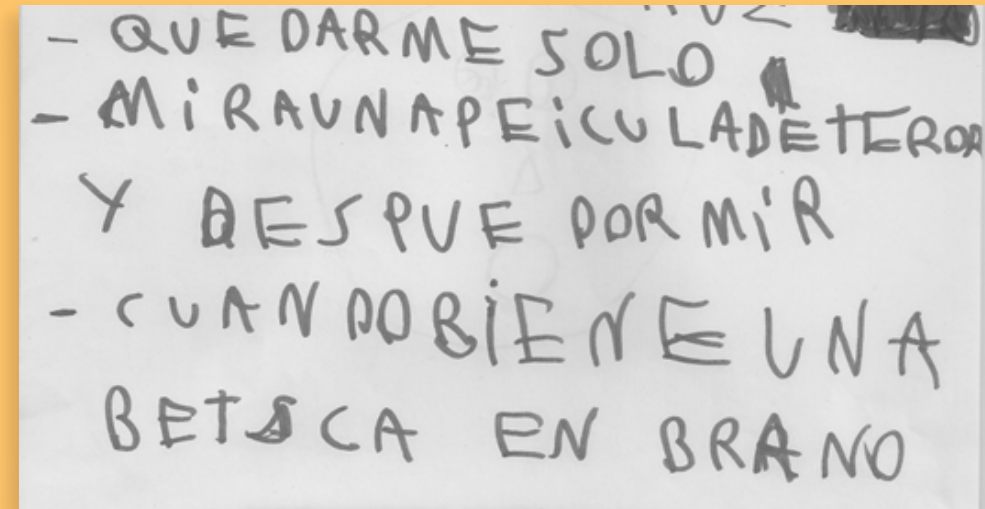 - QUEDARME SOLO
- MiRAUNAPEiCULADETEROR
Y DESPUE DORMiR
- CUANDOBiENEUNA
BETSCA EN BRANO